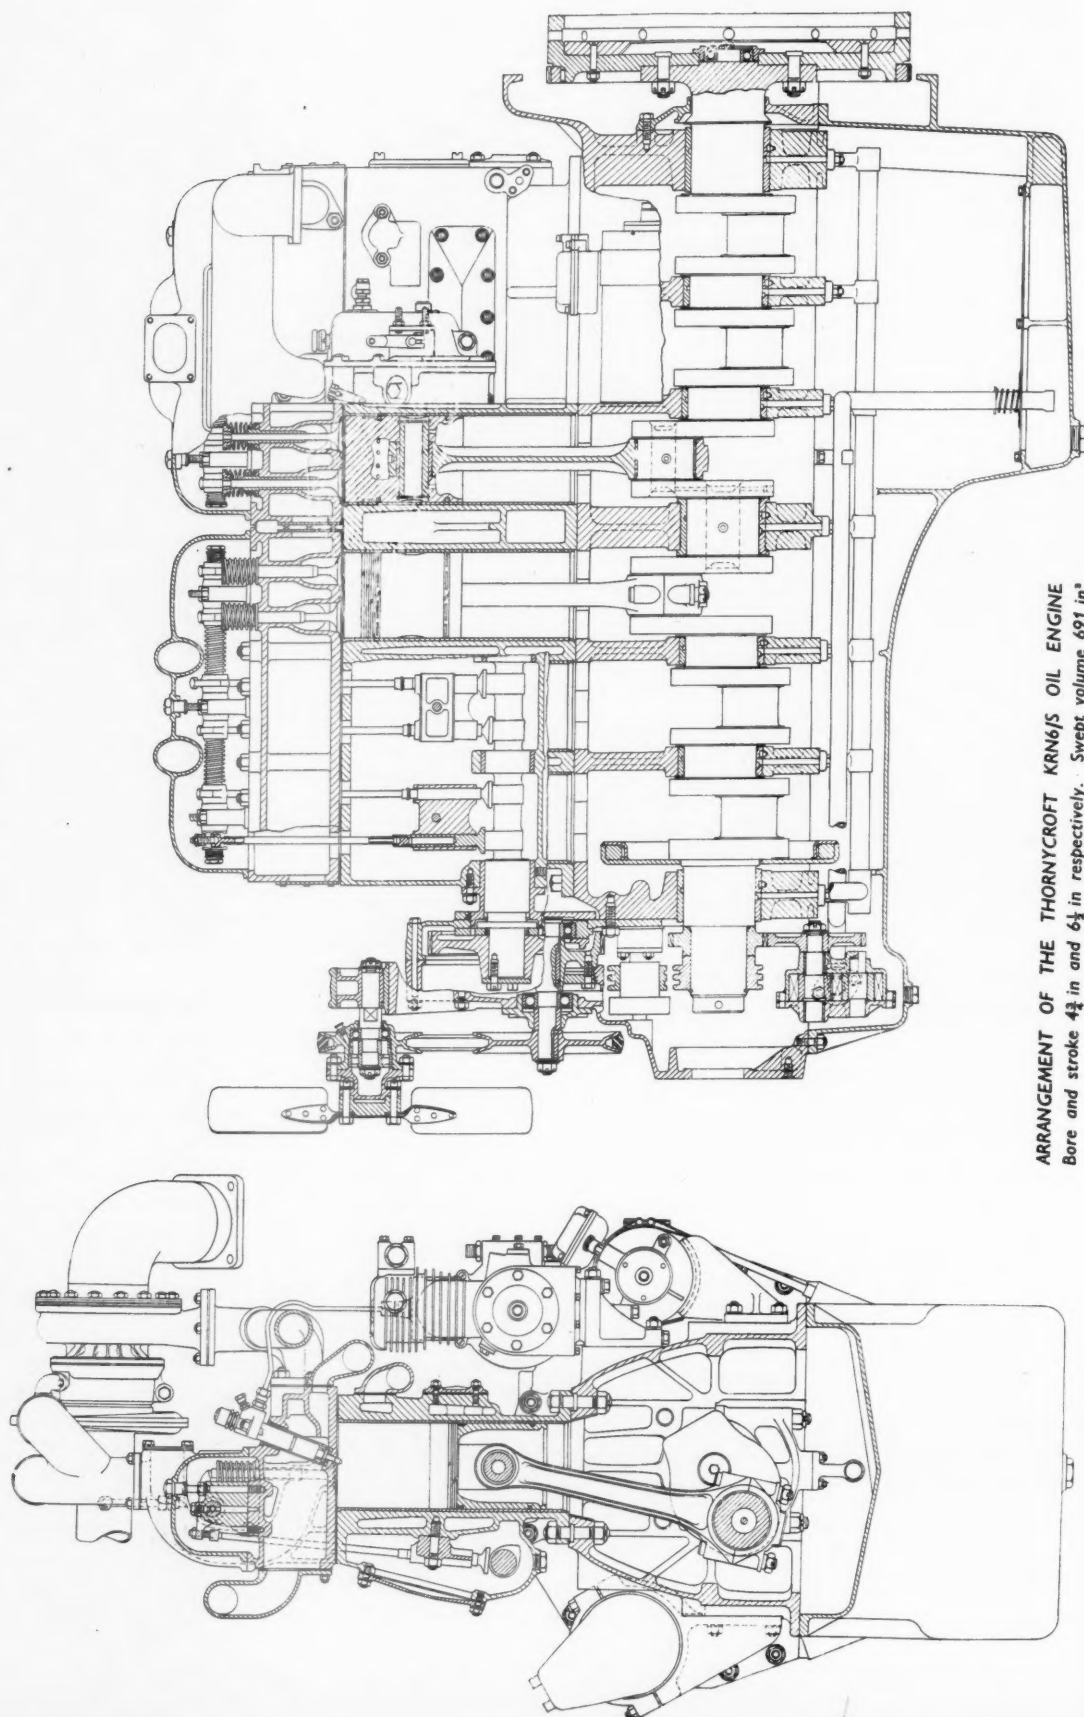 ARRANGEMENT OF THE THORNYCROFT KRN6/S OIL ENGINE
Bore and stroke 4¾ in and 6½ in respectively. Swept volume 691 in³